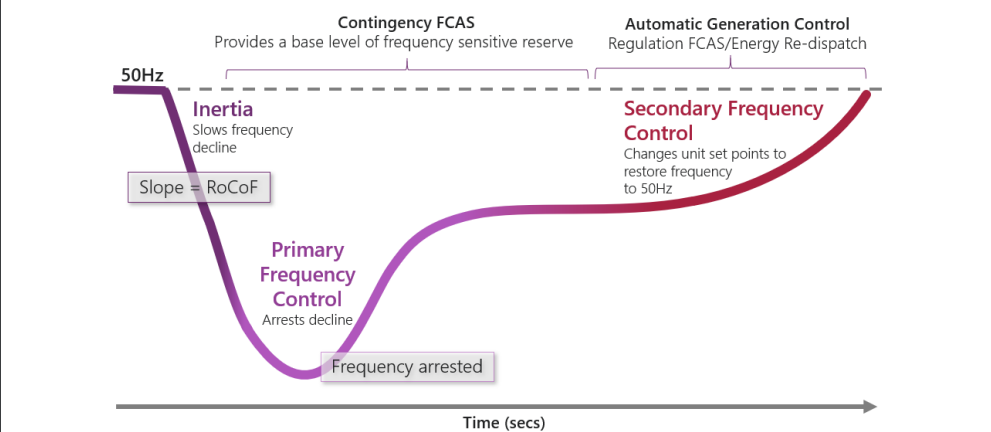 Contingency FCAS
Provides a base level of frequency sensitive reserve
Automatic Generation Control
Regulation FCAS/Energy Re-dispatch
50Hz
Inertia
Slows frequency
decline
Slope = RoCoF
Secondary Frequency
Control
Changes unit set points to
restore frequency
to 50Hz
Primary
Frequency
Control
Arrests decline
Frequency arrested
Time (secs)